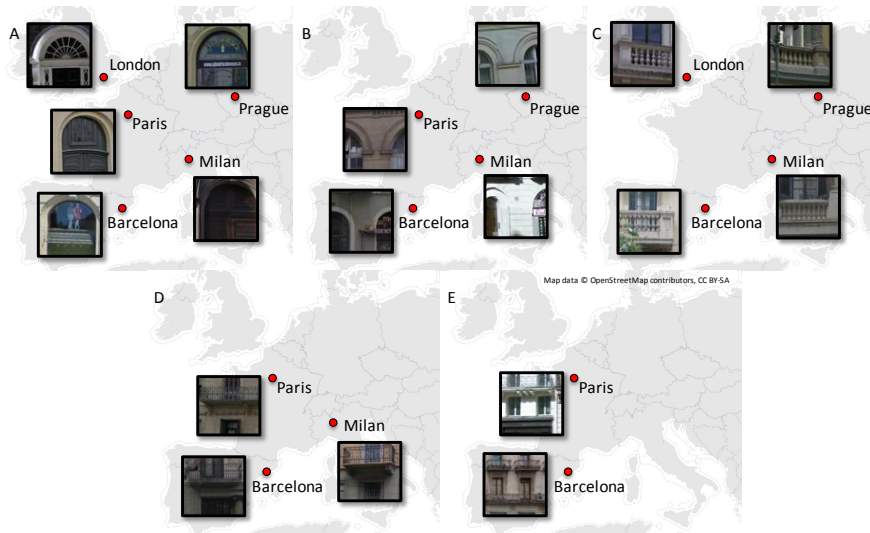 A
London
Prague
Paris
Milan
Barcelona
B
Prague
Paris
Milan
Barcelona
C
London
Prague
Milan
Barcelona
D
Paris
Milan
Barcelona
Map data © OpenStreetMap contributors, CC BY-SA
E
Paris
Barcelona